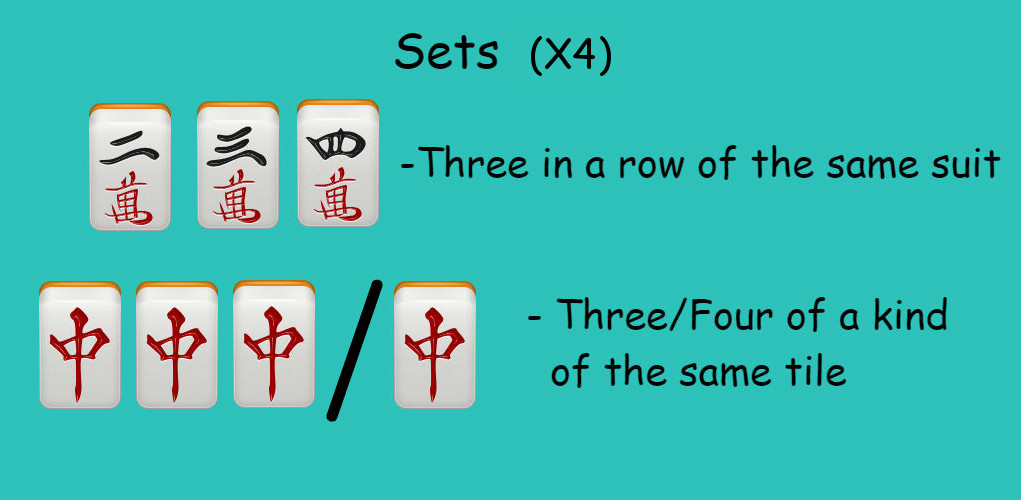 Sets (X4)
二 三 四
萬 萬 萬
-Three in a row of the same suit
中 中 中 / 中
- Three/Four of a kind
of the same tile